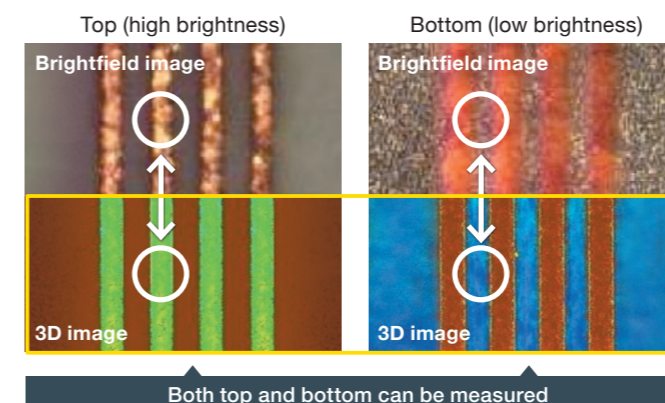 Top (high brightness)
Bottom (low brightness)
Brightfield image
Brightfield image
3D image
3D image
Both top and bottom can be measured